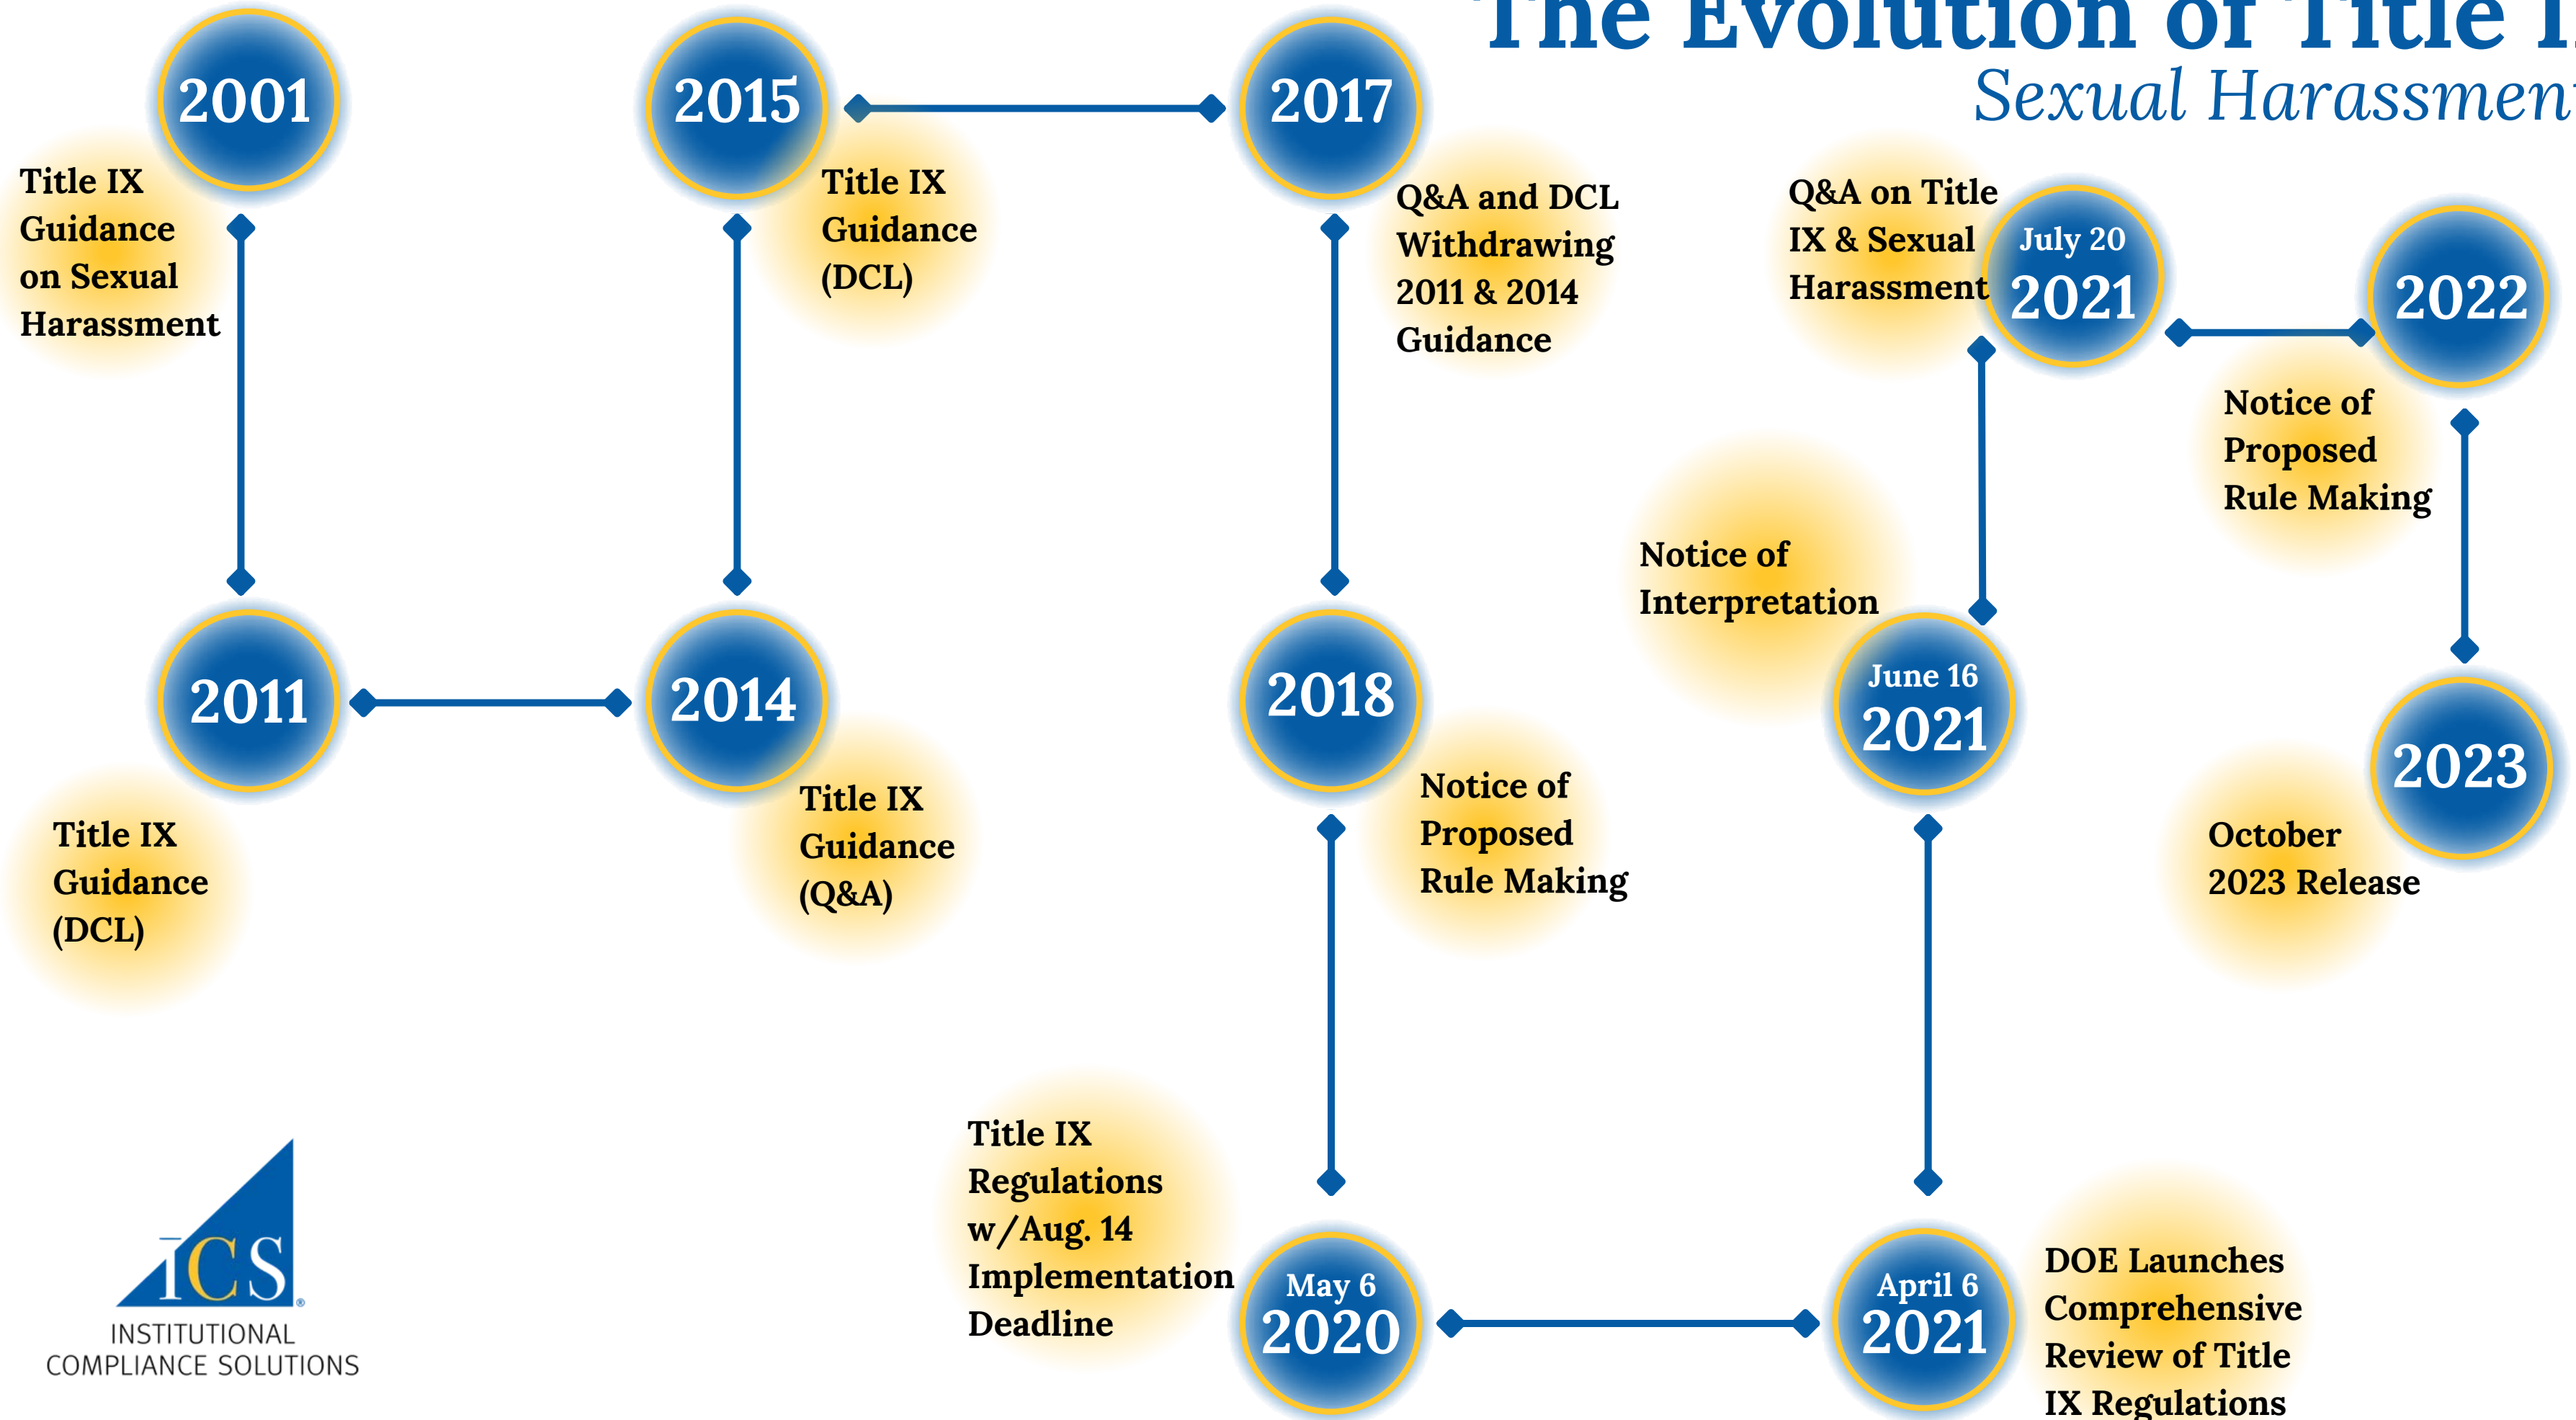 The Evolution of Title
Sexual Harassment
2001
Title IX
Guidance
on Sexual
Harassment
2011
Title IX
Guidance
(DCL)
2014
Title IX
Guidance
(Q&A)
2015
Title IX
Guidance
(DCL)
2017
Q&A and DCL
Withdrawing
2011 & 2014
Guidance
2018
Notice of
Proposed
Rule Making
May 6
2020
Title IX
Regulations
w/Aug. 14
Implementation
Deadline
April 6
2021
DOE Launches
Comprehensive
Review of Title
IX Regulations
June 16
2021
Notice of
Interpretation
July 20
2021
Q&A on Title
IX & Sexual
Harassment
2022
Notice of
Proposed
Rule Making
2023
October
2023 Release
ICS®
INSTITUTIONAL
COMPLIANCE SOLUTIONS